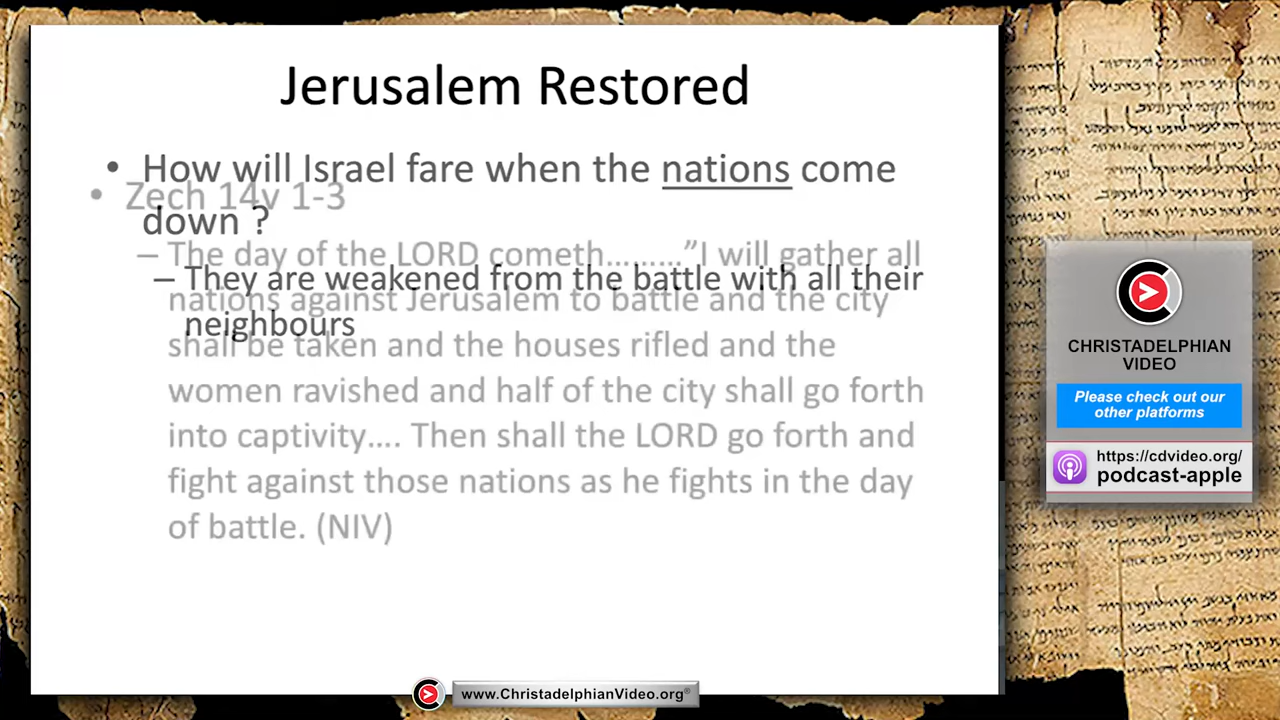 Jerusalem Restored
• How will Israel fare when the nations come
down ?
– They are weakened from the battle with all their
neighbours
• Zech 14v 1-3
– The day of the LORD cometh………”I will gather all
nations against Jerusalem to battle and the city
shall be taken and the houses rifled and the
women ravished and half of the city shall go forth
into captivity…. Then shall the LORD go forth and
fight against those nations as he fights in the day
of battle. (NIV)
CHRISTADELPHIAN
VIDEO
Please check out our
other platforms
https://cdvideo.org/
podcast-apple
www.ChristadelphianVideo.org®